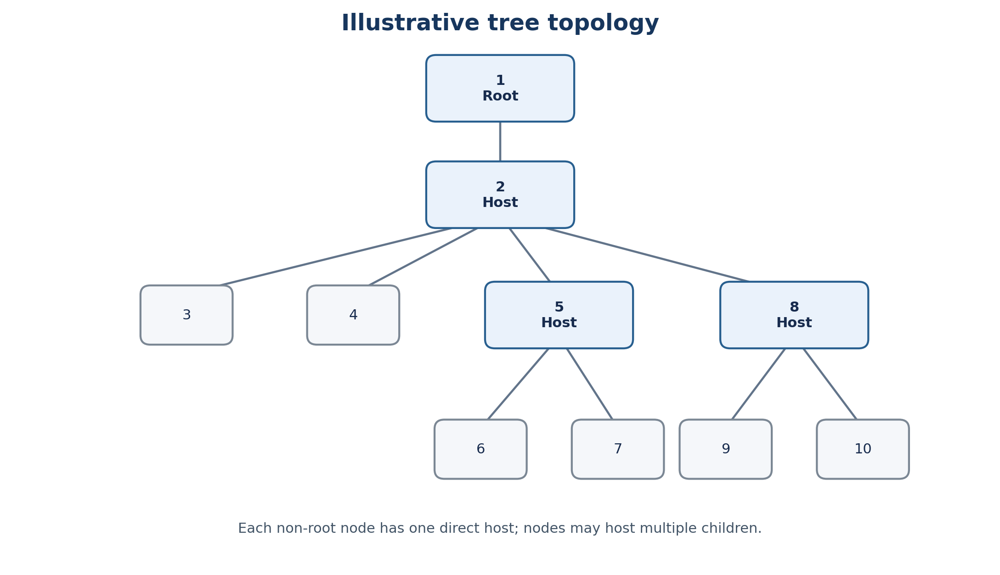 Illustrative tree topology
1
Root
2
Host
3
4
5
Host
8
Host
6
7
9
10
Each non-root node has one direct host; nodes may host multiple children.